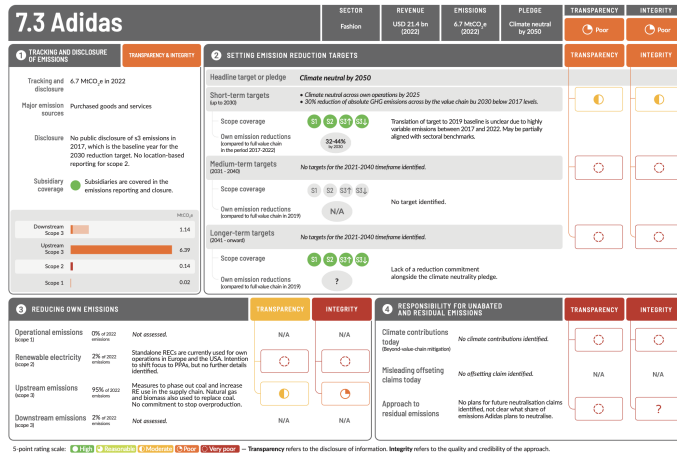 7.3 Adidas
SECTOR
Fashion
REVENUE
USD 21.4 bn
(2022)
EMISSIONS
6.7 MtCO₂e
(2022)
PLEDGE
Climate neutral
by 2050
TRANSPARENCY
Poor
INTEGRITY
Poor
1 TRACKING AND DISCLOSURE
OF EMISSIONS
TRANSPARENCY & INTEGRITY
Tracking and
disclosure
6.7 MtCO₂e in 2022
Major emission
sources
Purchased goods and services
Disclosure
No public disclosure of s3 emissions in
2017, which is the baseline year for the
2030 reduction target. No location-based
reporting for scope 2.
Subsidiary
coverage
Subsidiaries are covered in the
emissions reporting and closure.
MtCO₂e
Downstream
Scope 3
1.14
Upstream
Scope 3
6.39
Scope 2
0.14
Scope 1
0.02
2 SETTING EMISSION REDUCTION TARGETS
TRANSPARENCY
INTEGRITY
Headline target or pledge
Climate neutral by 2050
Short-term targets
(up to 2030)
• Climate neutral across own operations by 2025
• 30% reduction of absolute GHG emissions across by the value chain bu 2030 below 2017 levels.
Scope coverage
S1 S2 S3↑ S3↓
Own emission reductions
(compared to full value chain
in the period 2017-2022)
32-44%
by 2030
Translation of target to 2019 baseline is unclear due to highly
variable emissions between 2017 and 2022. May be partially
aligned with sectoral benchmarks.
Medium-term targets
(2031 - 2040)
No targets for the 2021-2040 timeframe identified.
Scope coverage
S1 S2 S3↑ S3↓
Own emission reductions
(compared to full value chain in 2019)
N/A
No target identified.
Longer-term targets
(2041 - onward)
No targets for the 2021-2040 timeframe identified.
Scope coverage
S1 S2 S3↑ S3↓
Own emission reductions
(compared to full value chain in 2019)
?
Lack of a reduction commitment
alongside the climate neutrality pledge.
3 REDUCING OWN EMISSIONS
TRANSPARENCY
INTEGRITY
Operational emissions
(scope 1)
0% of 2022
emissions
Not assessed.
N/A
N/A
Renewable electricity
(scope 2)
2% of 2022
emissions
Standalone RECs are currently used for own
operations in Europe and the USA. Intention
to shift focus to PPAs, but no further details
identified.
Upstream emissions
(scope 3)
95% of 2022
emissions
Measures to phase out coal and increase
RE use in the supply chain. Natural gas
and biomass also used to replace coal.
No commitment to stop overproduction.
Downstream emissions
(scope 3)
2% of 2022
emissions
Not assessed.
N/A
N/A
4 RESPONSIBILITY FOR UNABATED
AND RESIDUAL EMISSIONS
TRANSPARENCY
INTEGRITY
Climate contributions
today
(Beyond-value-chain mitigation)
No climate contributions identified.
Misleading offsetting
claims today
No offsetting claim identified.
N/A
N/A
Approach to
residual emissions
No plans for future neutralisation claims
identified, not clear what share of
emissions Adidas plans to neutralise.
?
5-point rating scale: High Reasonable Moderate Poor Very poor — Transparency refers to the disclosure of information. Integrity refers to the quality and credibility of the approach.